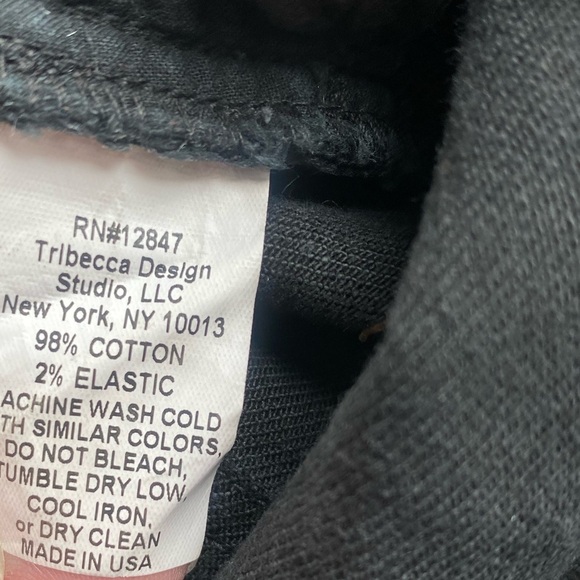 RN#12847
Tribecca Design
Studio, LLC
New York, NY 10013
98% COTTON
2% ELASTIC
ACHINE WASH COLD
TH SIMILAR COLORS,
DO NOT BLEACH,
TUMBLE DRY LOW,
COOL IRON,
or DRY CLEAN
MADE IN USA